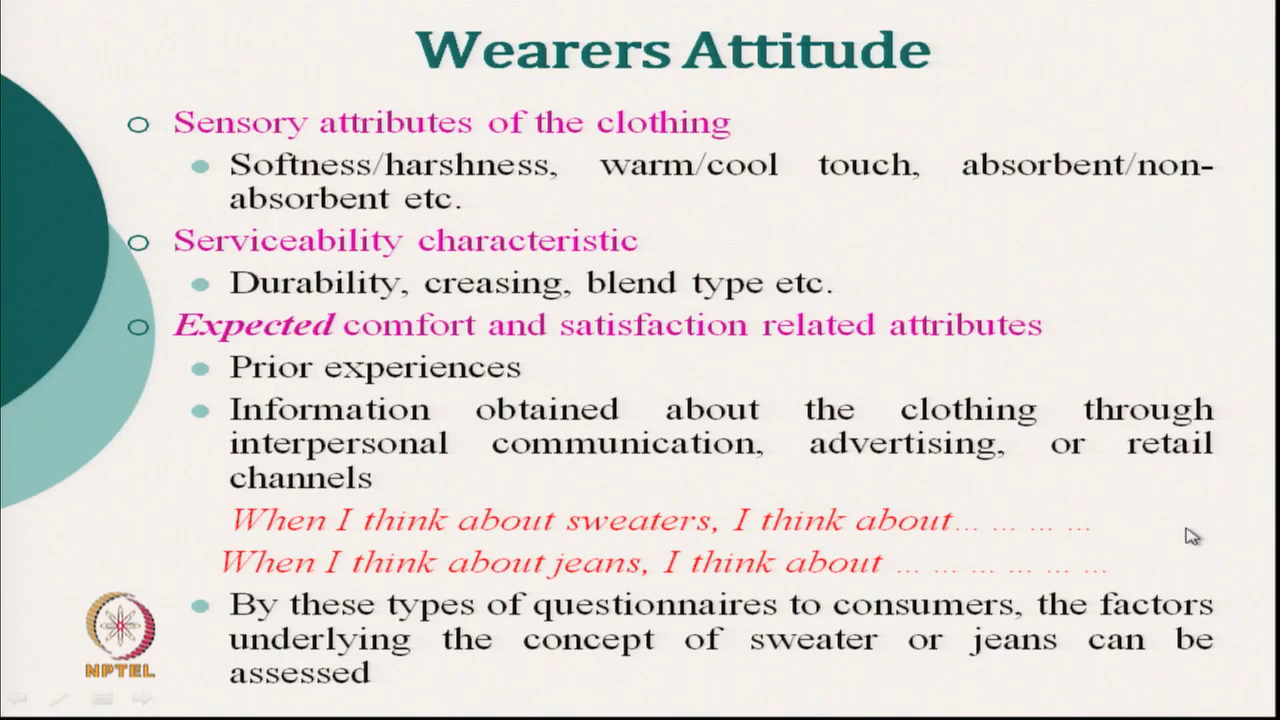 Wearers Attitude
Sensory attributes of the clothing
Softness/harshness, warm/cool touch, absorbent/non-
absorbent etc.
Serviceability characteristic
Durability, creasing, blend type etc.
Expected comfort and satisfaction related attributes
Prior experiences
Information obtained about the clothing through
interpersonal communication, advertising, or retail
channels
When I think about sweaters, I think about... ... ... ...
When I think about jeans, I think about ... ... ... ... ... ...
By these types of questionnaires to consumers, the factors
underlying the concept of sweater or jeans can be
assessed
NPTEL